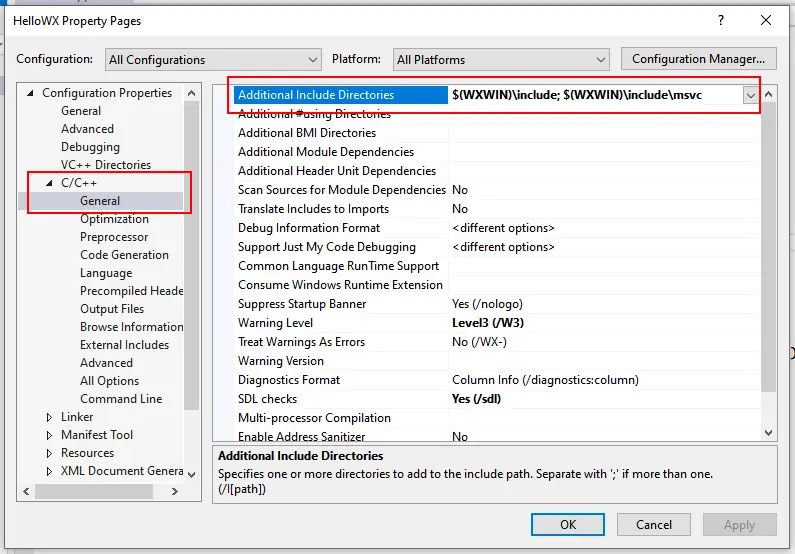 HelloWX Property Pages
?
Configuration: All Configurations Platform: All Platforms Configuration Manager...
Configuration Properties
General
Advanced
Debugging
VC++ Directories
C/C++
General
Optimization
Preprocessor
Code Generation
Language
Precompiled Heade
Output Files
Browse Information
External Includes
Advanced
All Options
Command Line
Linker
Manifest Tool
Resources
XML Document Genera
Additional Include Directories $(WXWIN)\include; $(WXWIN)\include\msvc
Additional #using Directories
Additional BMI Directories
Additional Module Dependencies
Additional Header Unit Dependencies
Scan Sources for Module Dependencies No
Translate Includes to Imports No
Debug Information Format <different options>
Support Just My Code Debugging <different options>
Common Language RunTime Support
Consume Windows Runtime Extension
Suppress Startup Banner Yes (/nologo)
Warning Level Level3 (/W3)
Treat Warnings As Errors No (/WX-)
Warning Version
Diagnostics Format Column Info (/diagnostics:column)
SDL checks Yes (/sdl)
Multi-processor Compilation
Enable Address Sanitizer No
Additional Include Directories
Specifies one or more directories to add to the include path. Separate with ';' if more than one.
(/I[path])
OK Cancel Apply